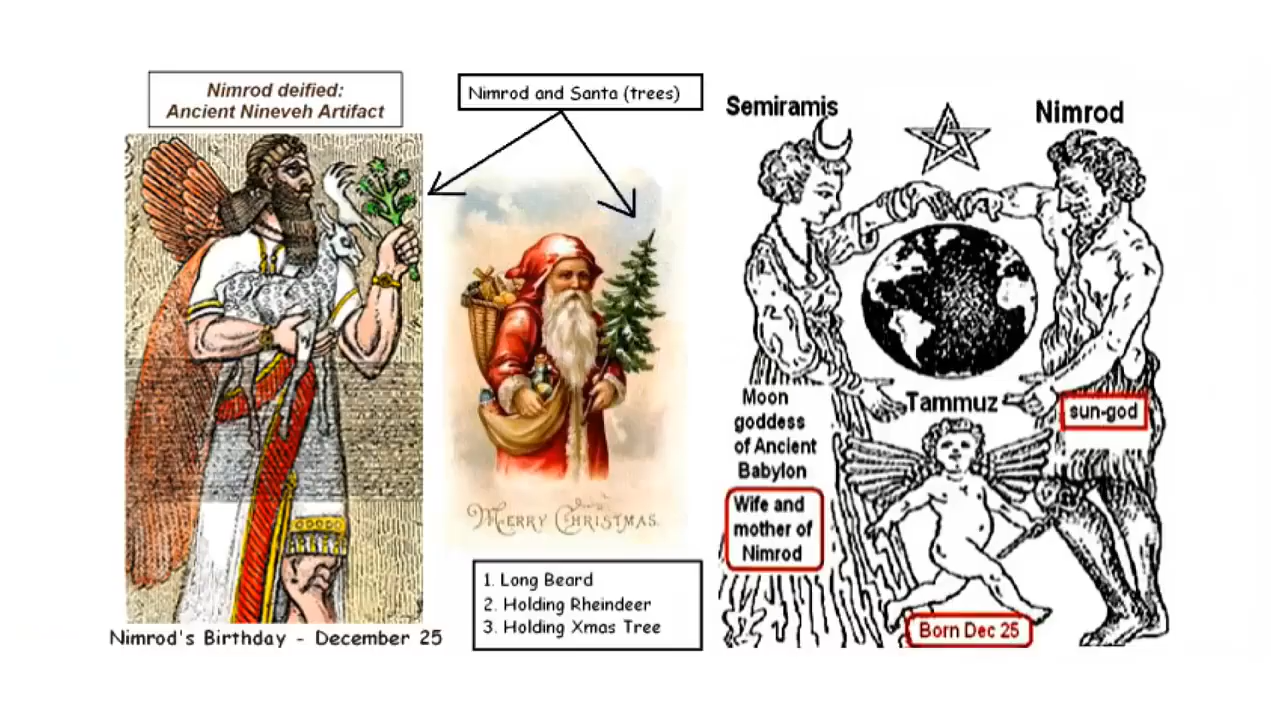 Nimrod deified:
Ancient Nineveh Artifact
Nimrod's Birthday - December 25
Nimrod and Santa (trees)
MERRY CHRISTMAS.
1. Long Beard
2. Holding Rheindeer
3. Holding Xmas Tree
Semiramis
Nimrod
Moon
goddess
of Ancient
Babylon
Wife and
mother of
Nimrod
Tammuz
sun-god
Born Dec 25